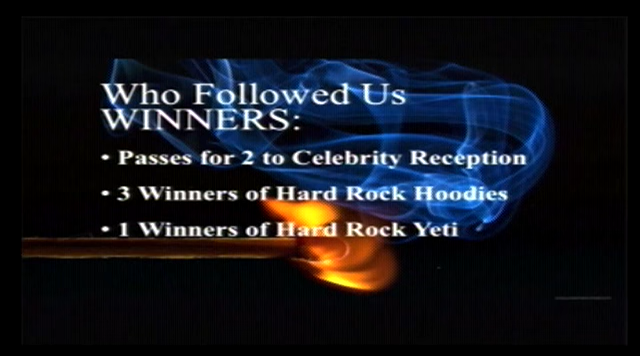 Who Followed Us
WINNERS:
• Passes for 2 to Celebrity Reception
• 3 Winners of Hard Rock Hoodies
• 1 Winners of Hard Rock Yeti